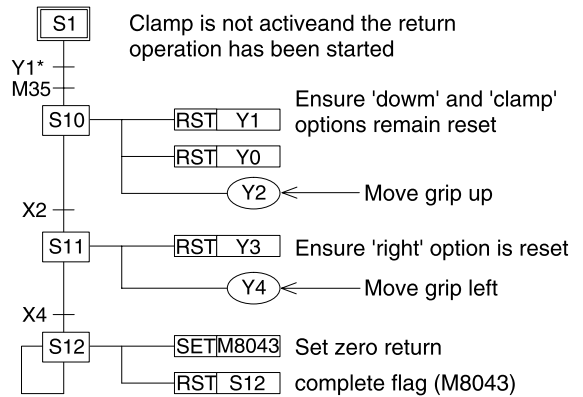 S1
Clamp is not activeand the return
operation has been started
Y1*
M35
S10
RST Y1
Ensure 'dowm' and 'clamp'
options remain reset
RST Y0
Y2
Move grip up
X2
S11
RST Y3
Ensure 'right' option is reset
Y4
Move grip left
X4
S12
SET M8043
Set zero return
RST S12
complete flag (M8043)